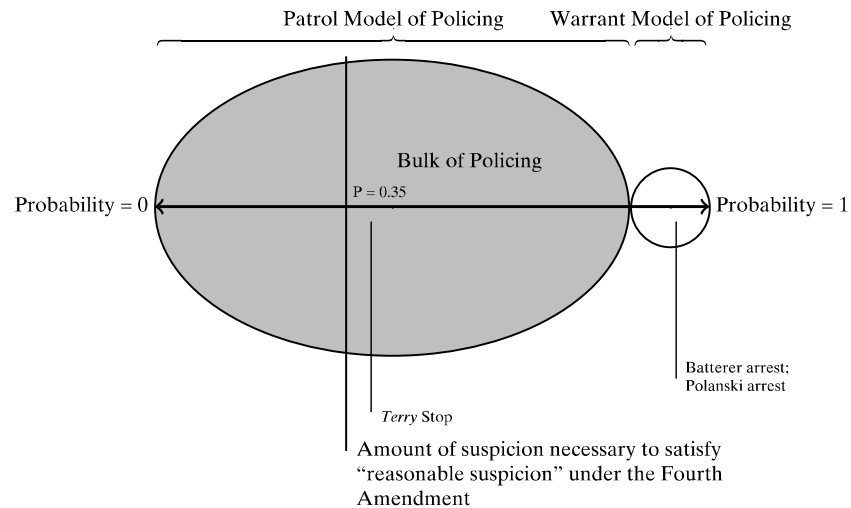 Patrol Model of Policing
Warrant Model of Policing
Bulk of Policing
P = 0.35
Probability = 0
Probability = 1
Batterer arrest;
Polanski arrest
Terry Stop
Amount of suspicion necessary to satisfy
“reasonable suspicion” under the Fourth
Amendment